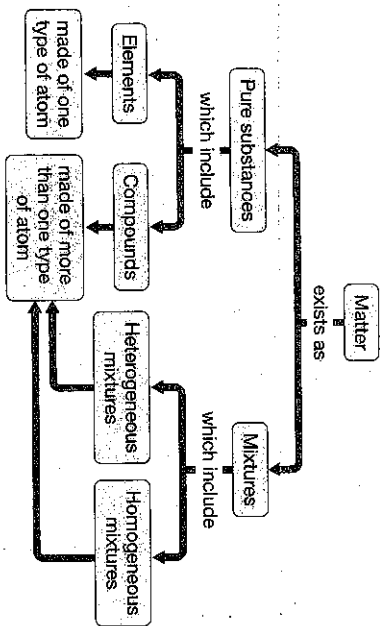 Matter
exists as
Pure substances
Mixtures
which include
which include
Elements
Compounds
Heterogeneous
mixtures
Homogeneous
mixtures
made of one
type of atom
made of more
than one type
of atom